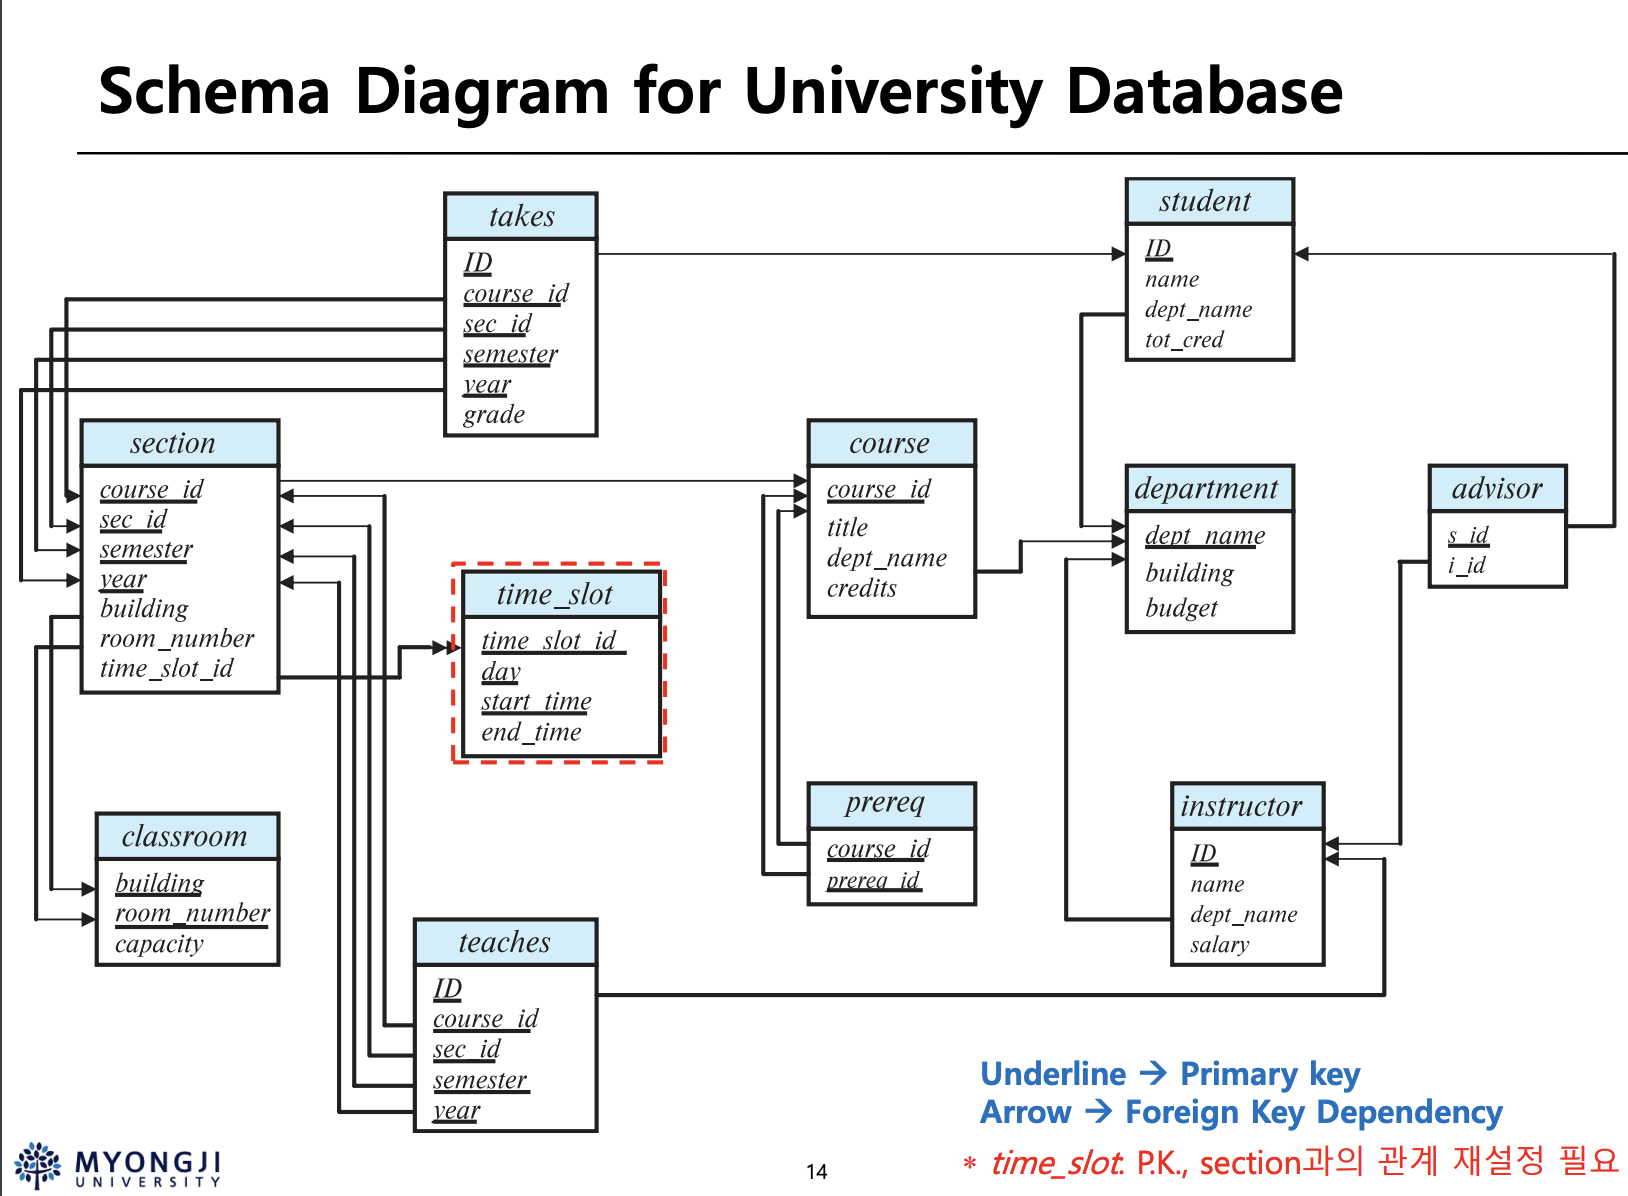 Schema Diagram for University Database
takes
ID
course_id
sec_id
semester
year
grade
student
ID
name
dept_name
tot_cred
section
course_id
sec_id
semester
year
building
room_number
time_slot_id
course
course_id
title
dept_name
credits
department
dept_name
building
budget
advisor
s_id
i_id
time_slot
time_slot_id
day
start_time
end_time
prereq
course_id
prereq_id
instructor
ID
name
dept_name
salary
classroom
building
room_number
capacity
teaches
ID
course_id
sec_id
semester
year
Underline → Primary key
Arrow → Foreign Key Dependency
* time_slot: P.K., section과의 관계 재설정 필요
MYONGJI
UNIVERSITY
14